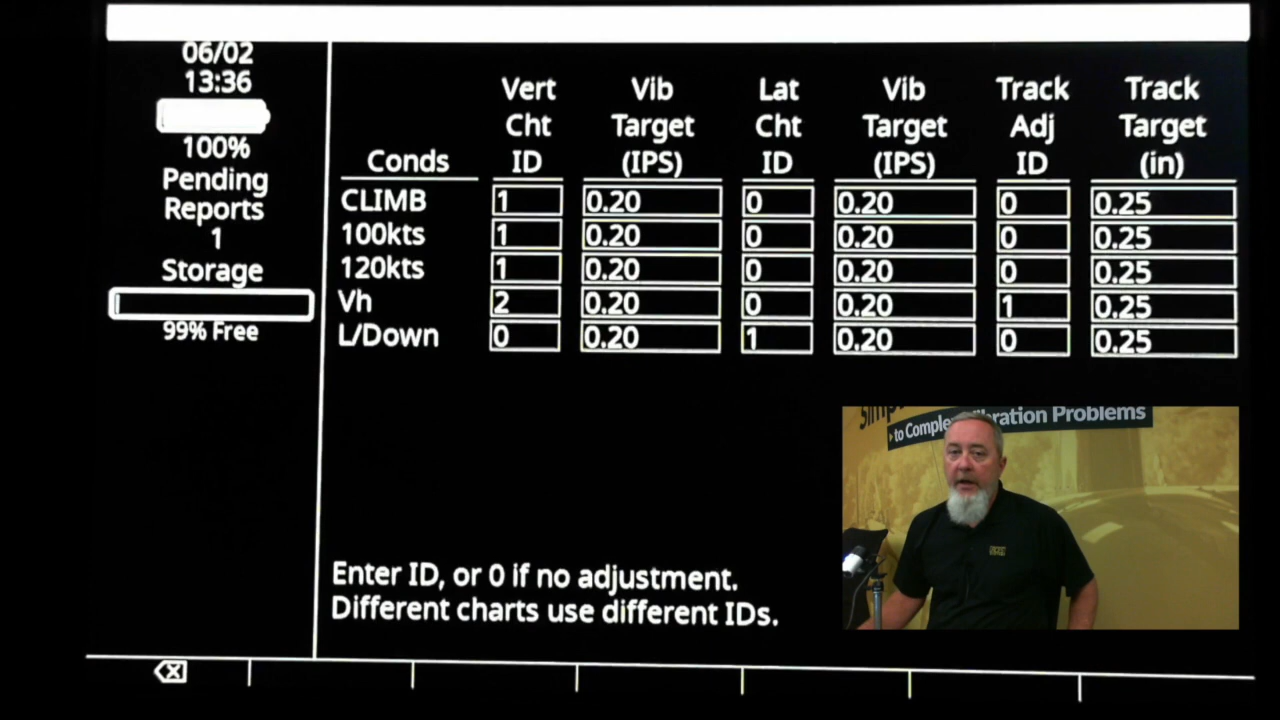 06/02
13:36
100%
Pending
Reports
1
Storage
99% Free
Vert Vib Lat Vib Track Track
Cht Target Cht Target Adj Target
Conds ID (IPS) ID (IPS) ID (in)
CLIMB 1 0.20 0 0.20 0 0.25
100kts 1 0.20 0 0.20 0 0.25
120kts 1 0.20 0 0.20 0 0.25
Vh 2 0.20 0 0.20 1 0.25
L/Down 0 0.20 1 0.20 0 0.25
Enter ID, or 0 if no adjustment.
Different charts use different IDs.
to Problems